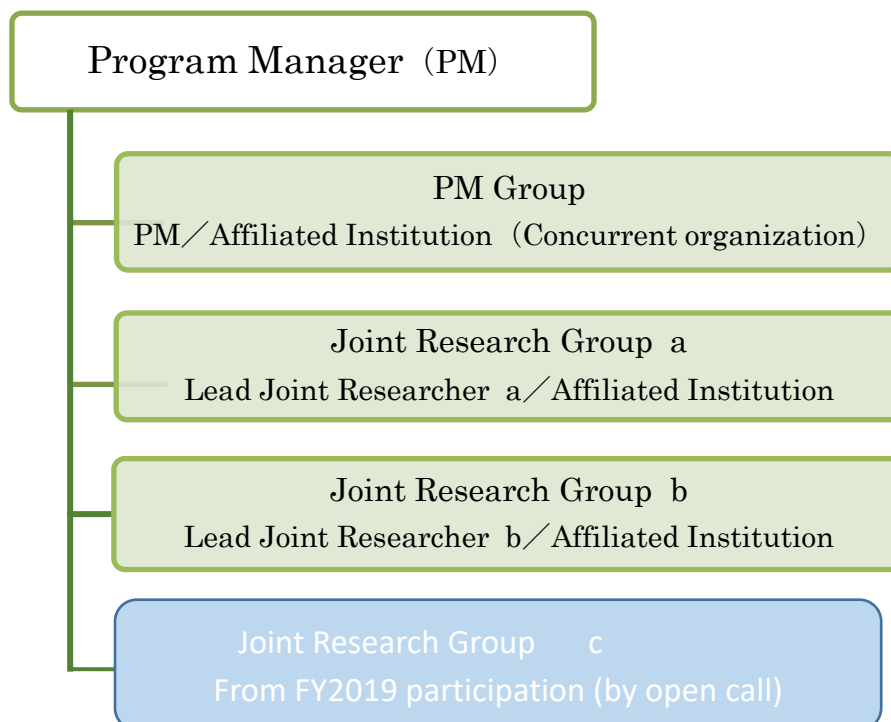 Program Manager（PM）
PM Group
PM／Affiliated Institution（Concurrent organization）
Joint Research Group a
Lead Joint Researcher a／Affiliated Institution
Joint Research Group b
Lead Joint Researcher b／Affiliated Institution
Joint Research Group c
From FY2019 participation (by open call)